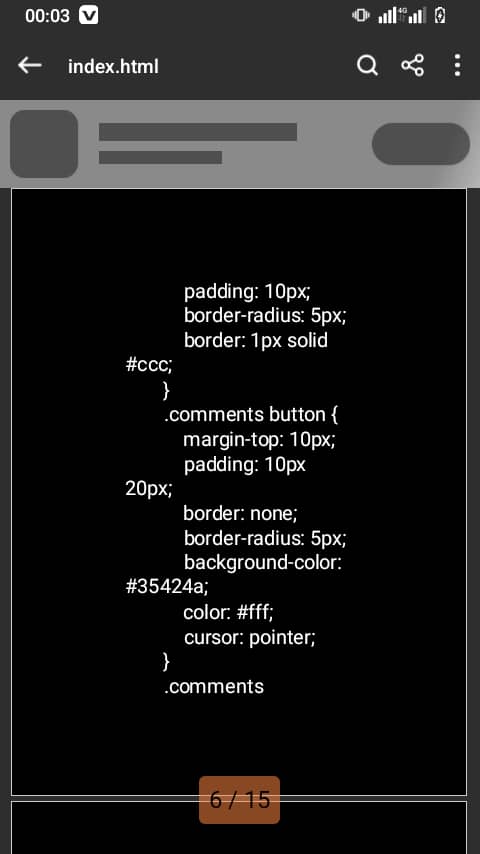 00:03
4G
index.html
padding: 10px;
border-radius: 5px;
border: 1px solid
#ccc;
}
.comments button {
margin-top: 10px;
padding: 10px
20px;
border: none;
border-radius: 5px;
background-color:
#35424a;
color: #fff;
cursor: pointer;
}
.comments
6 / 15